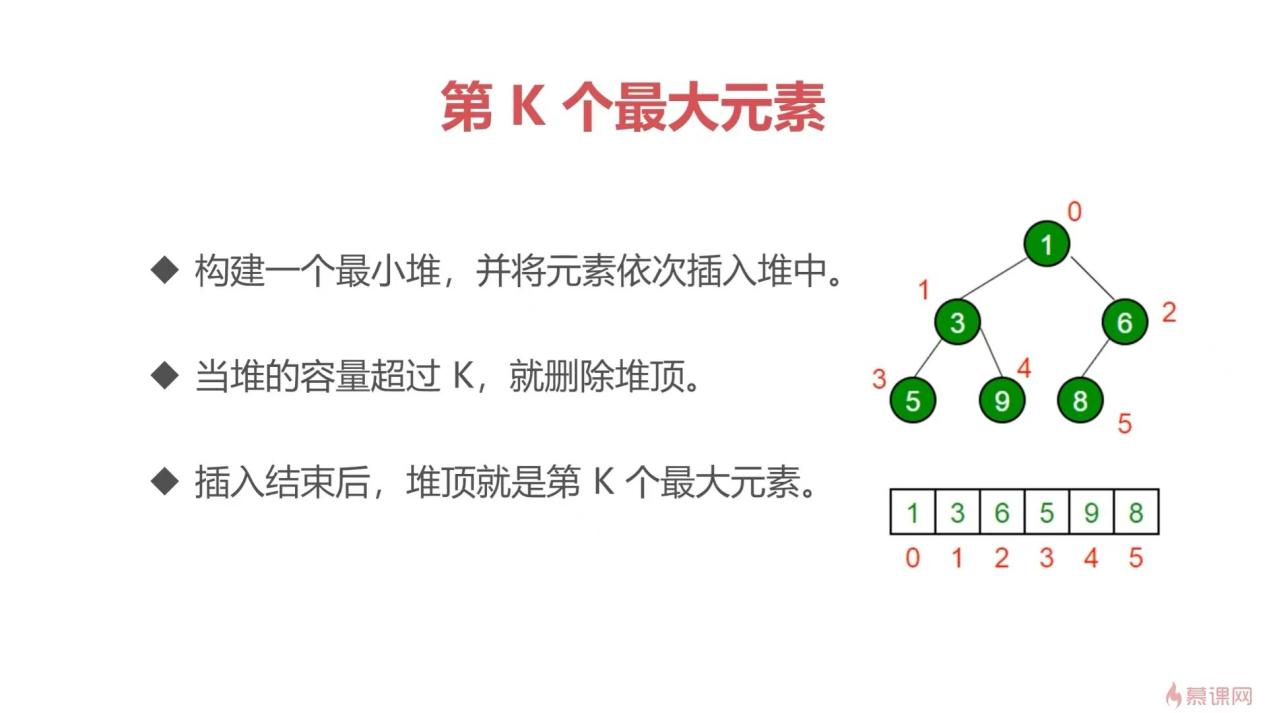 第 K 个最大元素
◆ 构建一个最小堆，并将元素依次插入堆中。
◆ 当堆的容量超过 K，就删除堆顶。
◆ 插入结束后，堆顶就是第 K 个最大元素。
0
1
1
2
3
6
3
4
5
9
8
5
1 3 6 5 9 8
0 1 2 3 4 5
慕课网